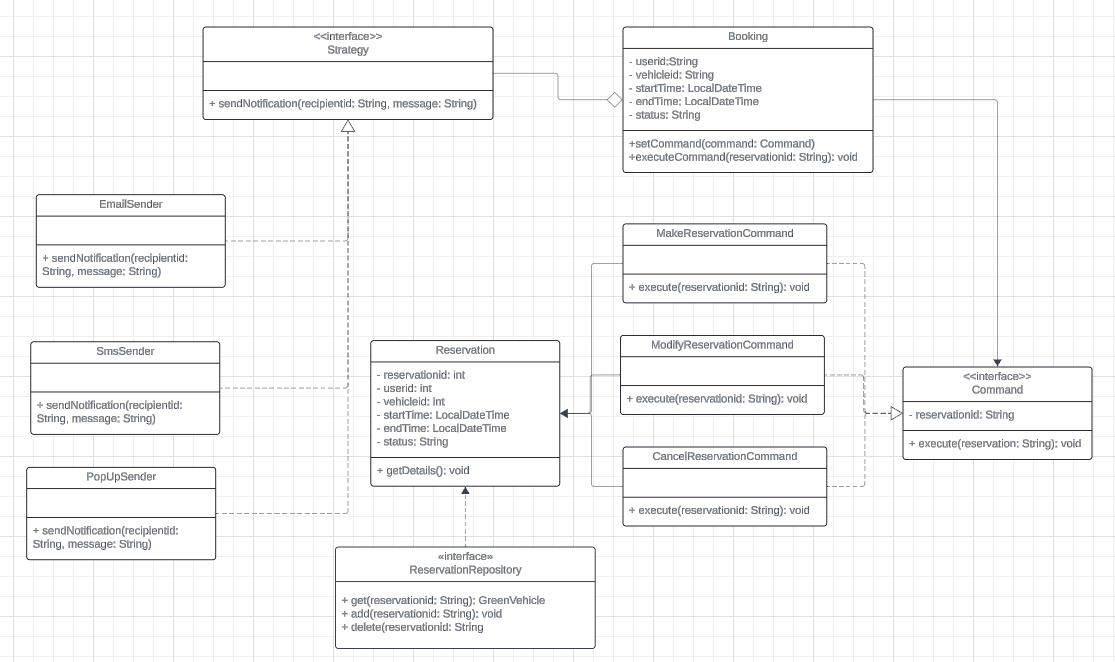 <<interface>>
Strategy
+ sendNotification(recipientid: String, message: String)
Booking
- userid:String
- vehicleid: String
- startTime: LocalDateTime
- endTime: LocalDateTime
- status: String
+setCommand(command: Command)
+executeCommand(reservationid: String): void
EmailSender
+ sendNotification(recipientid:
String, message: String)
MakeReservationCommand
+ execute(reservationid: String): void
SmsSender
+ sendNotification(recipientid:
String, message: String)
Reservation
- reservationid: int
- userid: int
- vehicleid: int
- startTime: LocalDateTime
- endTime: LocalDateTime
- status: String
+ getDetails(): void
ModifyReservationCommand
+ execute(reservationid: String): void
<<interface>>
Command
- reservationid: String
+ execute(reservation: String): void
PopUpSender
+ sendNotification(recipientid:
String, message: String)
CancelReservationCommand
+ execute(reservationid: String): void
«interface»
ReservationRepository
+ get(reservationid: String): GreenVehicle
+ add(reservationid: String): void
+ delete(reservationid: String